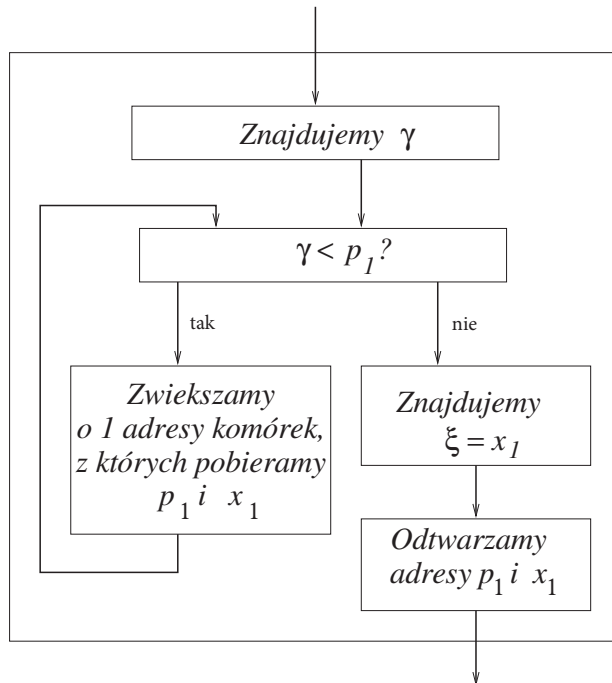 Znajdujemy γ
γ < p₁?
tak
nie
Zwiekszamy
o 1 adresy komórek,
z których pobieramy
p₁ i x₁
Znajdujemy
ξ = x₁
Odtwarzamy
adresy p₁ i x₁